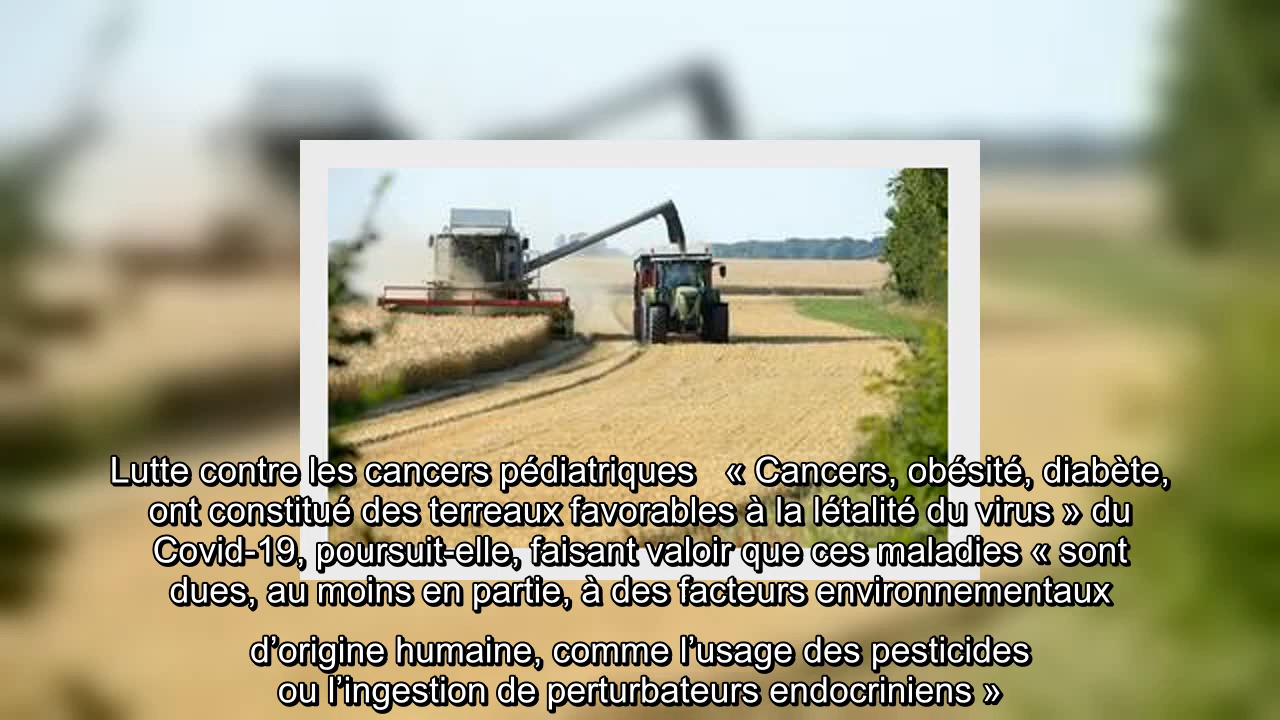 Lutte contre les cancers pédiatriques « Cancers, obésité, diabète,
ont constitué des terreaux favorables à la létalité du virus » du
Covid-19, poursuit-elle, faisant valoir que ces maladies « sont
dues, au moins en partie, à des facteurs environnementaux
d’origine humaine, comme l’usage des pesticides
ou l’ingestion de perturbateurs endocriniens »